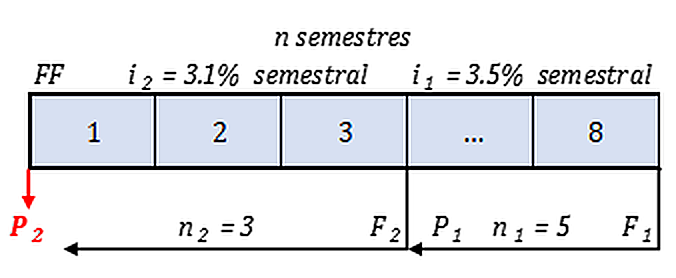 n semestres
FF i 2 = 3.1% semestral i 1 = 3.5% semestral
1 2 3 ... 8
P 2 n 2 = 3 F 2 P 1 n 1 = 5 F 1